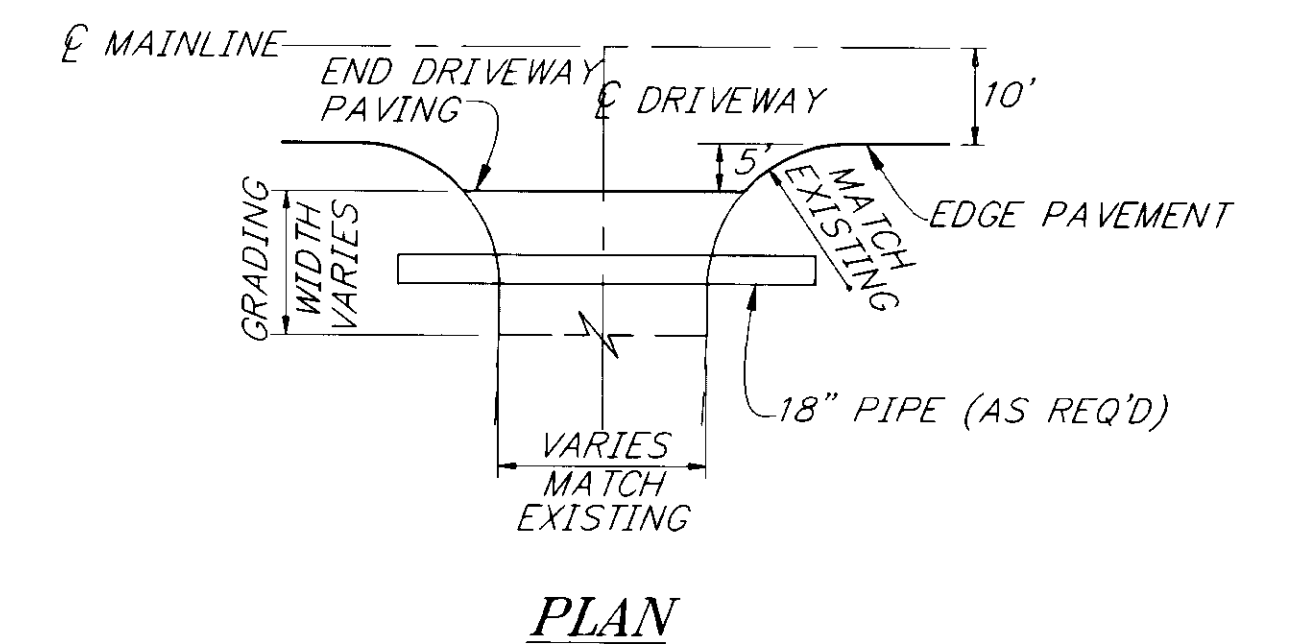 ℄ MAINLINE
END DRIVEWAY
PAVING
℄ DRIVEWAY
10'
5'
MATCH
EXISTING
EDGE PAVEMENT
GRADING
WIDTH
VARIES
18" PIPE (AS REQ'D)
VARIES
MATCH
EXISTING
PLAN